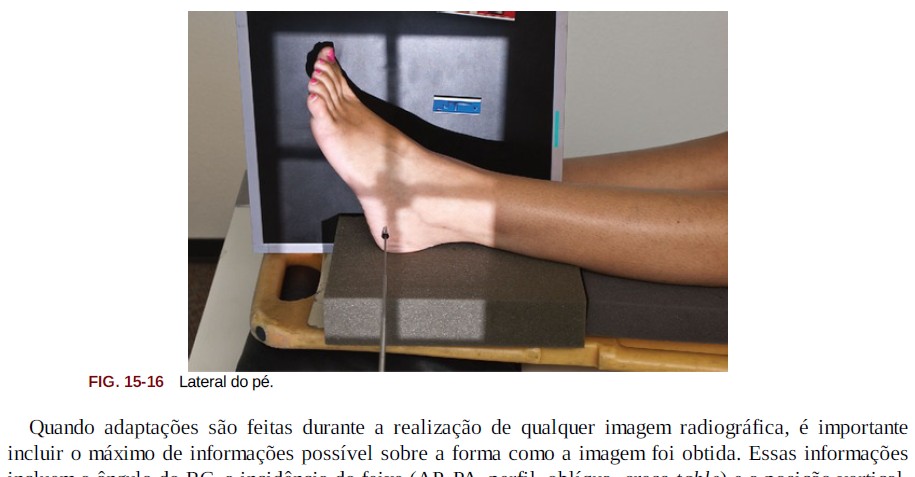 FIG. 15-16 Lateral do pé.
Quando adaptações são feitas durante a realização de qualquer imagem radiográfica, é importante
incluir o máximo de informações possível sobre a forma como a imagem foi obtida. Essas informações